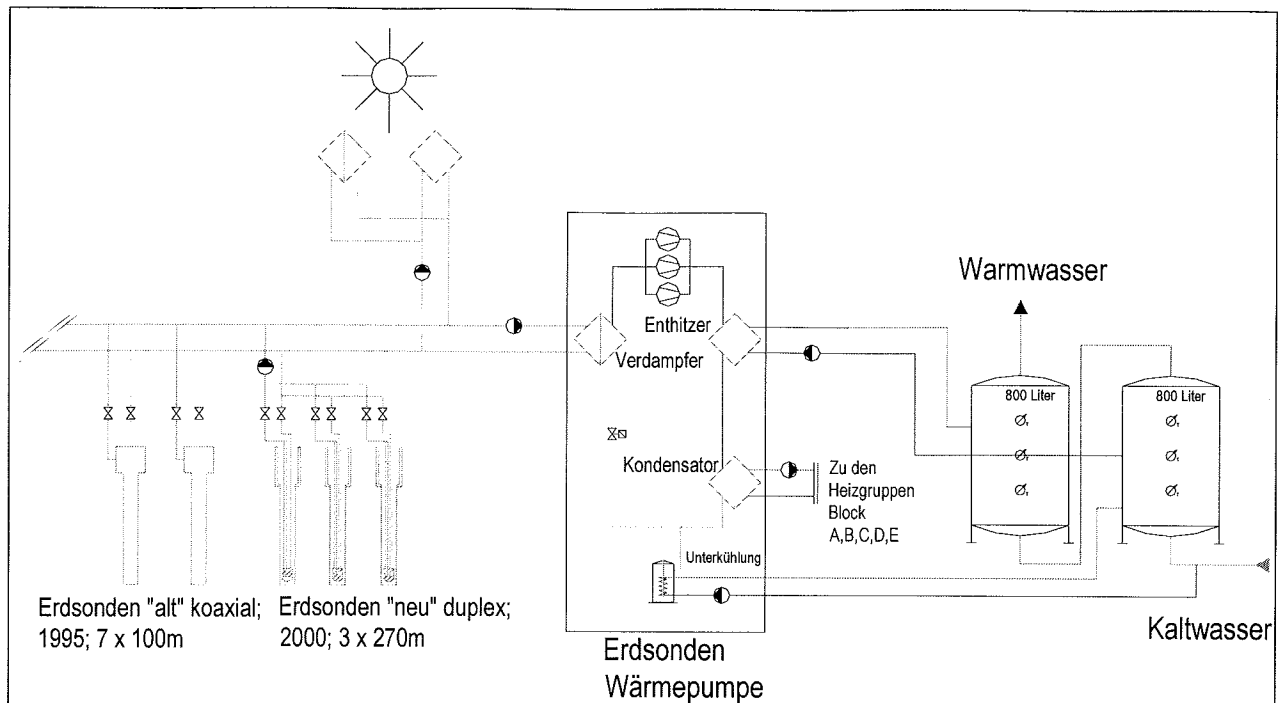 Warmwasser
Enthitzer
Verdampfer
800 Liter
800 Liter
Kondensator
Zu den
Heizgruppen
Block
A,B,C,D,E
Unterkühlung
Erdsonden "alt" koaxial;
1995; 7 x 100m
Erdsonden "neu" duplex;
2000; 3 x 270m
Kaltwasser
Erdsonden
Wärmepumpe